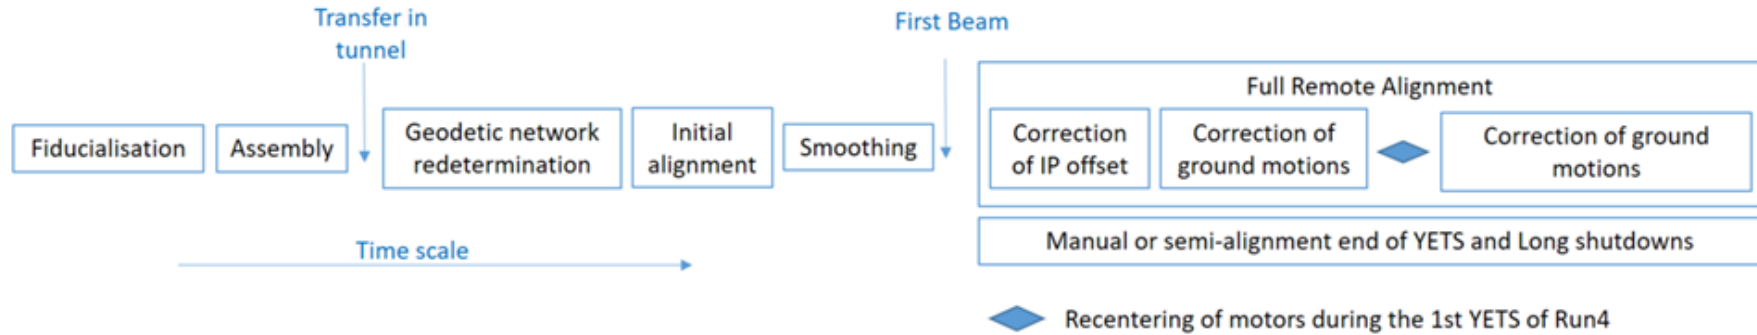 Transfer in
tunnel
First Beam
Full Remote Alignment
Fiducialisation
Assembly
Geodetic network
redetermination
Initial
alignment
Smoothing
Correction
of IP offset
Correction of
ground motions
Correction of ground
motions
Time scale
Manual or semi-alignment end of YETS and Long shutdowns
Recentering of motors during the 1st YETS of Run4